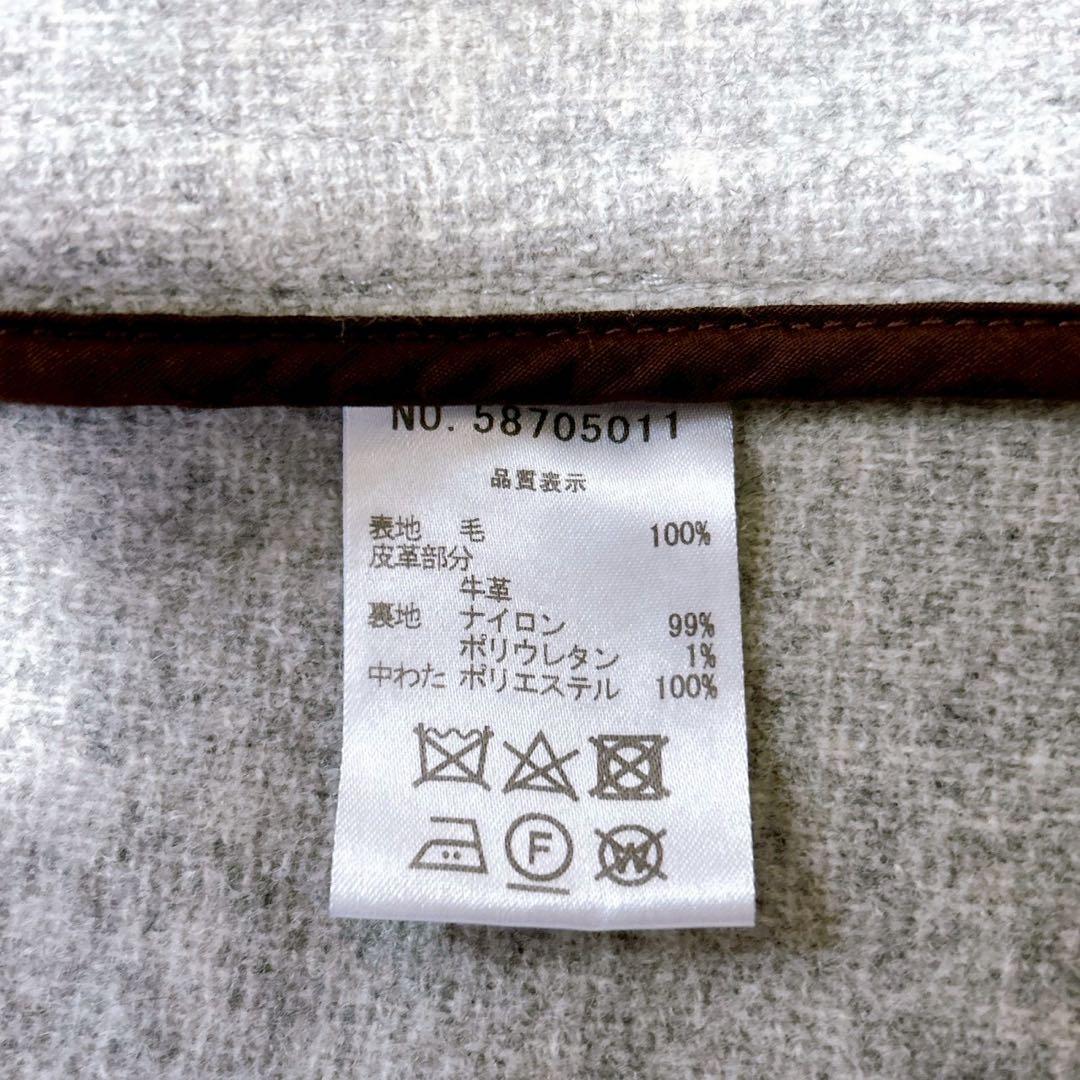 NO. 58705011
品質表示
表地 毛 100%
皮革部分
牛革
裏地 ナイロン 99%
ポリウレタン 1%
中わた ポリエステル 100%
F W